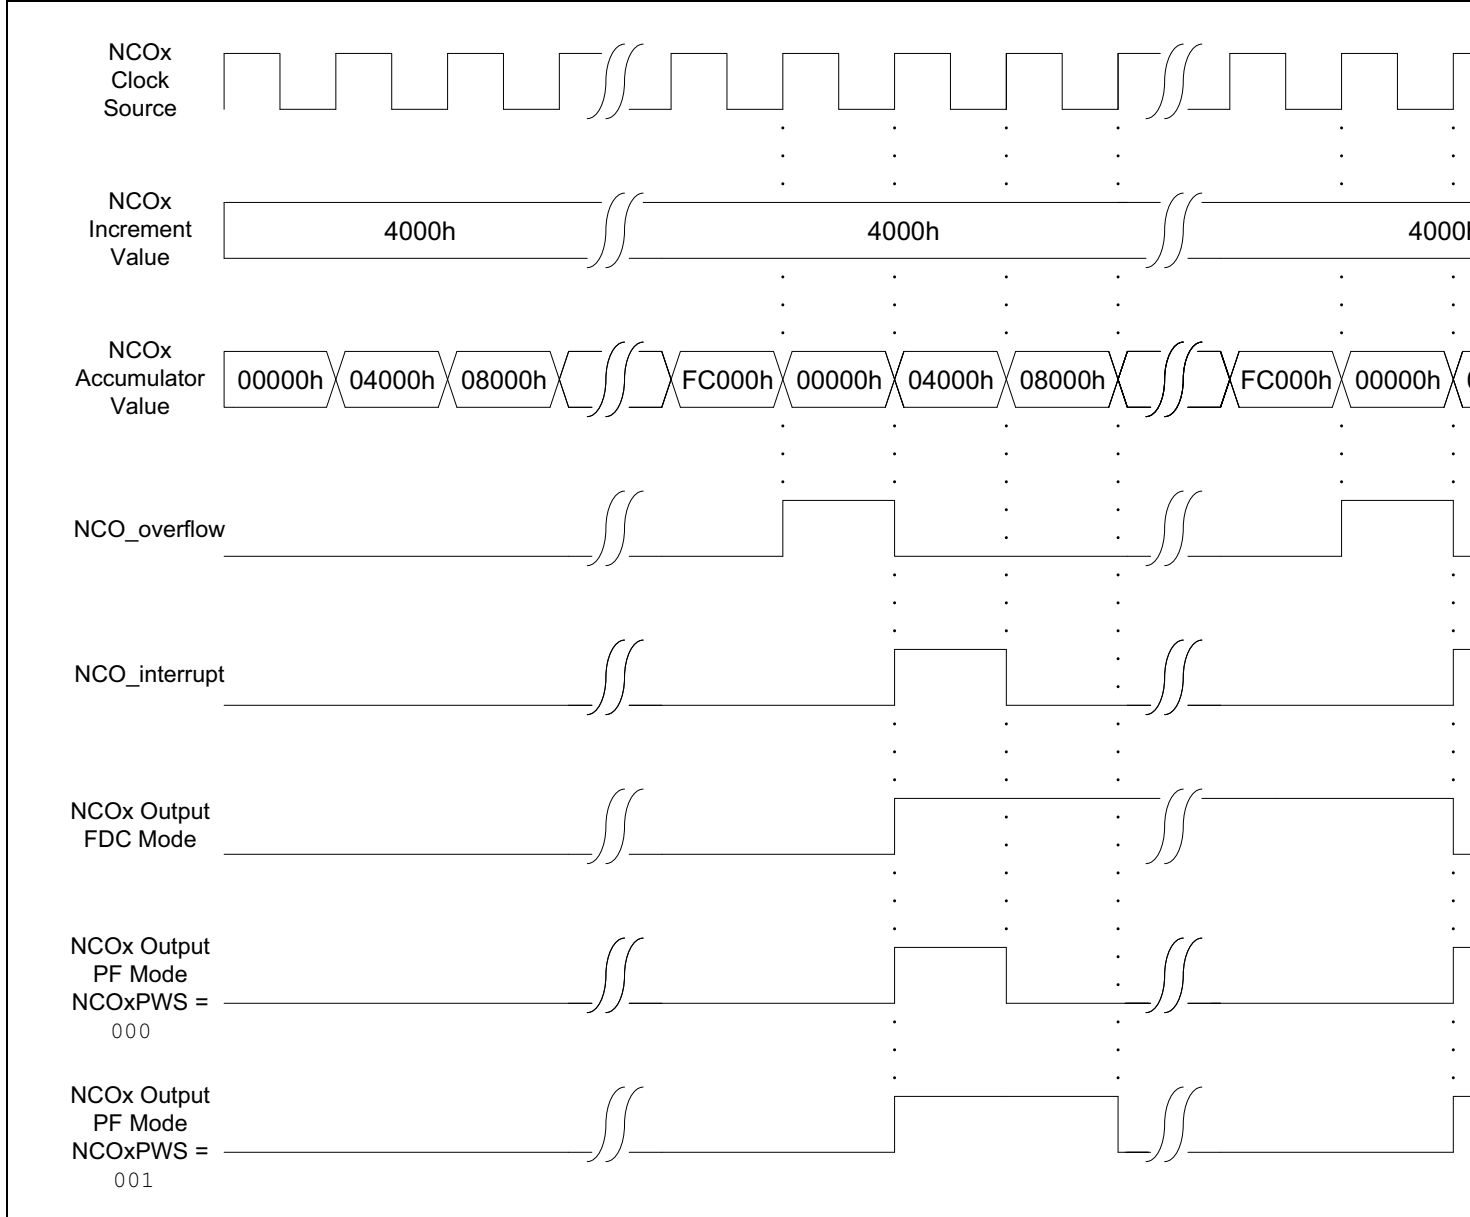 NCOx
Clock
Source
NCOx
Increment
Value
4000h
4000h
4000h
NCOx
Accumulator
Value
00000h
04000h
08000h
FC000h
00000h
04000h
08000h
FC000h
00000h
NCO_overflow
NCO_interrupt
NCOx Output
FDC Mode
NCOx Output
PF Mode
NCOxPWS =
000
NCOx Output
PF Mode
NCOxPWS =
001